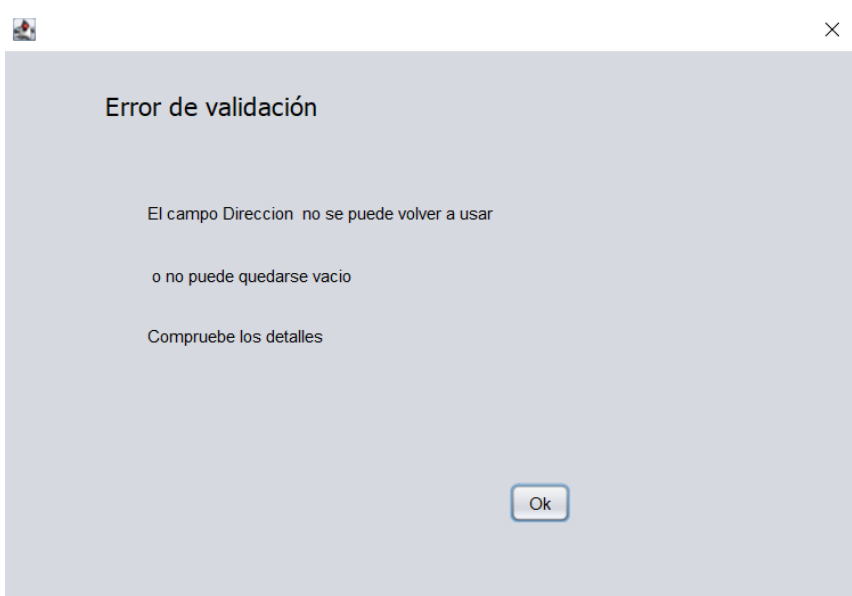 Error de validación
El campo Direccion no se puede volver a usar
o no puede quedarse vacio
Compruebe los detalles
Ok